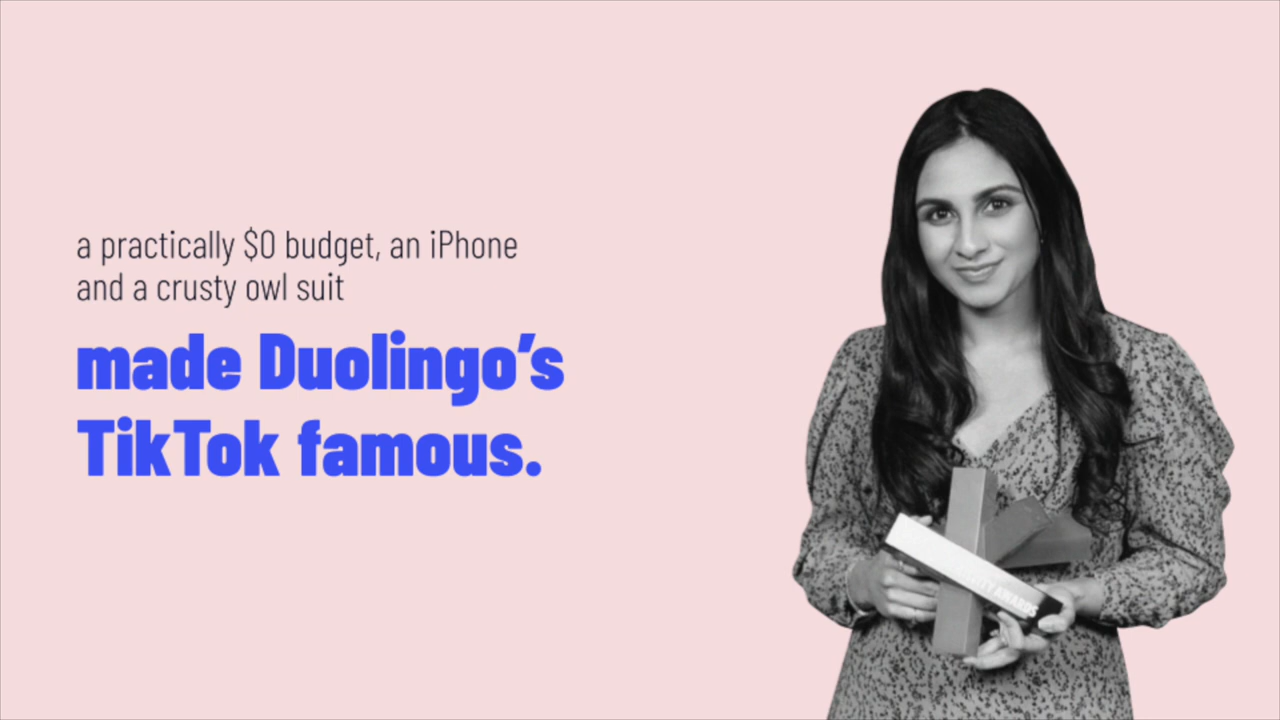 a practically $0 budget, an iPhone
and a crusty owl suit
made Duolingo’s
TikTok famous.